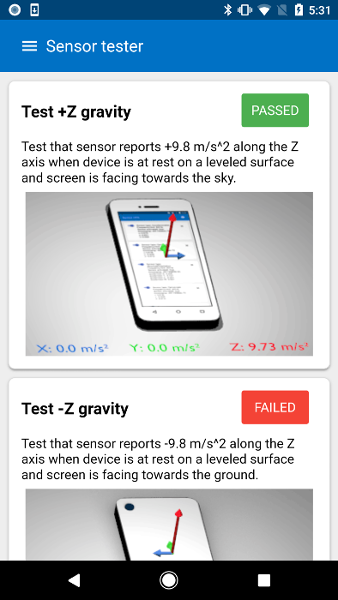 5:31
Sensor tester
Test +Z gravity
PASSED
Test that sensor reports +9.8 m/s^2 along the Z
axis when device is at rest on a leveled surface
and screen is facing towards the sky.
X: 0.0 m/s²
Y: 0.0 m/s²
Z: 9.73 m/s²
Test -Z gravity
FAILED
Test that sensor reports -9.8 m/s^2 along the Z
axis when device is at rest on a leveled surface
and screen is facing towards the ground.